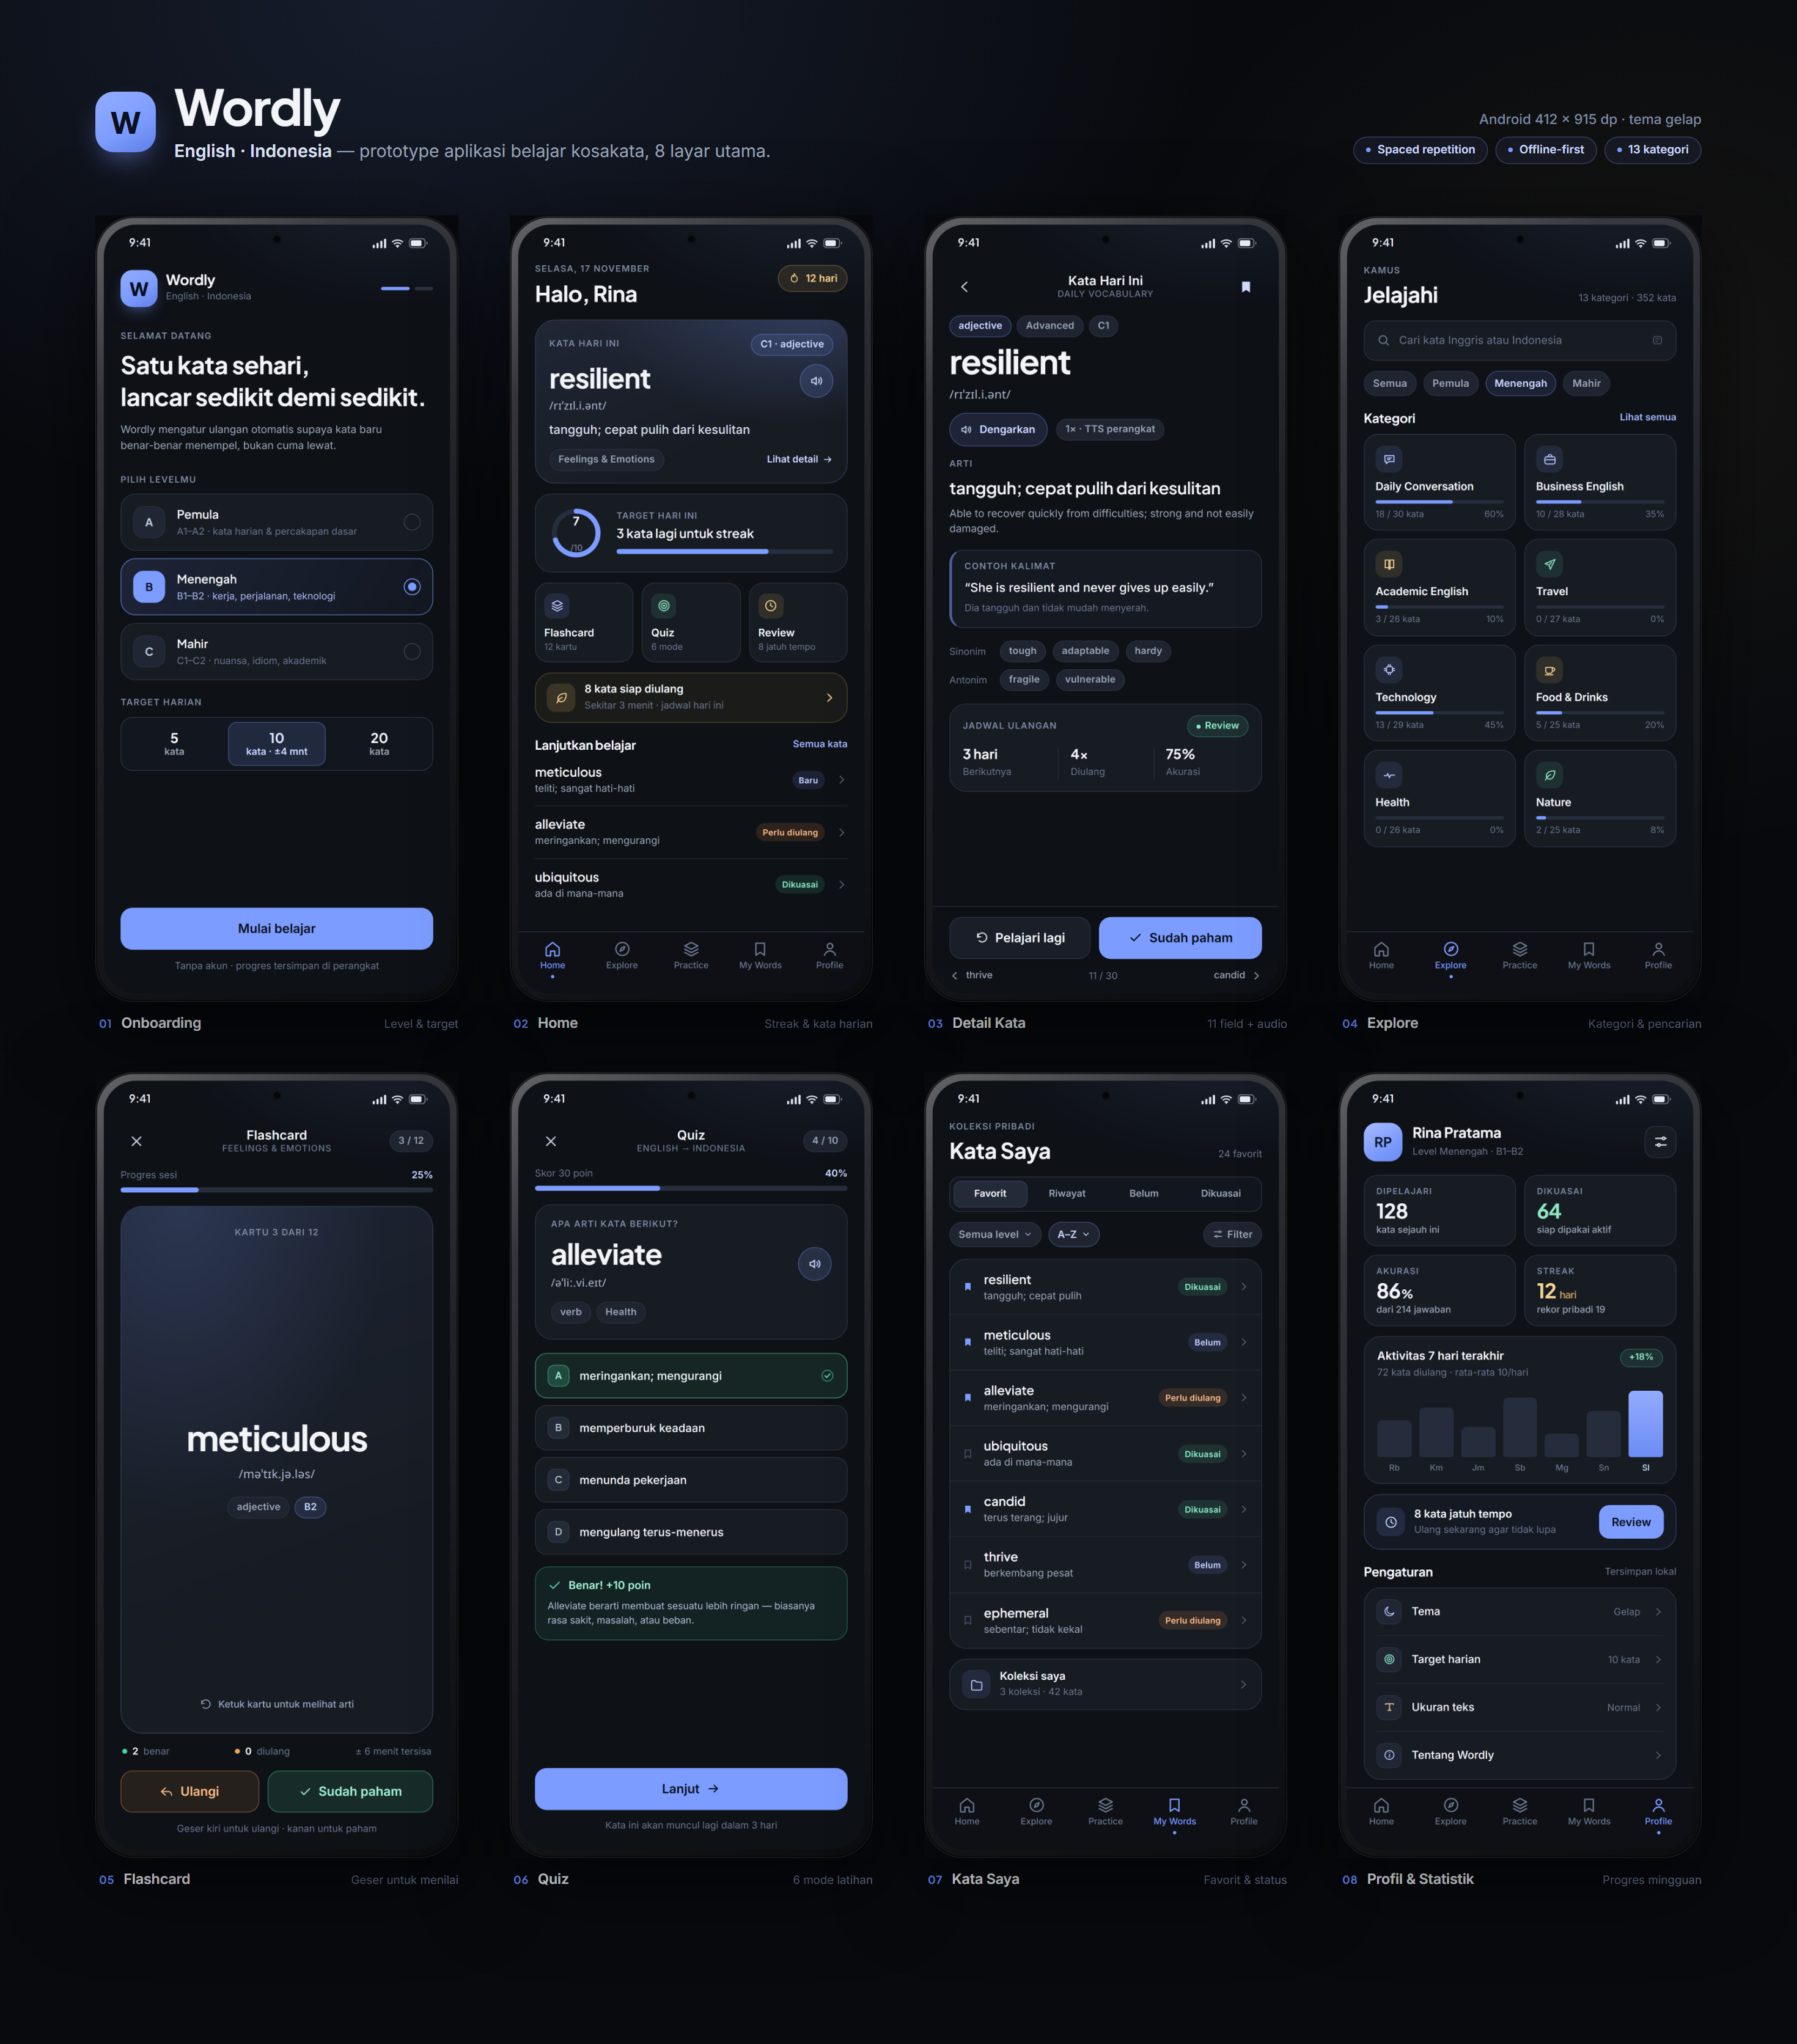 W
Wordly
English · Indonesia — prototype aplikasi belajar kosakata, 8 layar utama.
Android 412 × 915 dp · tema gelap
Spaced repetition
Offline-first
13 kategori
9:41
W
Wordly
English · Indonesia
SELAMAT DATANG
Satu kata sehari,
lancar sedikit demi sedikit.
Wordly mengatur ulangan otomatis supaya kata baru
benar-benar menempel, bukan cuma lewat.
PILIH LEVELMU
A
Pemula
A1–A2 · kata harian & percakapan dasar
B
Menengah
B1–B2 · kerja, perjalanan, teknologi
C
Mahir
C1–C2 · nuansa, idiom, akademik
TARGET HARIAN
5
kata
10
kata · ±4 mnt
20
kata
Mulai belajar
Tanpa akun · progres tersimpan di perangkat
01 Onboarding
Level & target
9:41
SELASA, 17 NOVEMBER
Halo, Rina
12 hari
KATA HARI INI
C1 · adjective
resilient
/rɪˈzɪl.i.ənt/
tangguh; cepat pulih dari kesulitan
Feelings & Emotions
Lihat detail →
7
/10
TARGET HARI INI
3 kata lagi untuk streak
Flashcard
12 kartu
Quiz
6 mode
Review
8 jatuh tempo
8 kata siap diulang
Sekitar 3 menit · jadwal hari ini
Lanjutkan belajar
Semua kata
meticulous
teliti; sangat hati-hati
Baru
alleviate
meringankan; mengurangi
Perlu diulang
ubiquitous
ada di mana-mana
Dikuasai
Home
Explore
Practice
My Words
Profile
02 Home
Streak & kata harian
9:41
Kata Hari Ini
DAILY VOCABULARY
adjective
Advanced
C1
resilient
/rɪˈzɪl.i.ənt/
Dengarkan
1× · TTS perangkat
ARTI
tangguh; cepat pulih dari kesulitan
Able to recover quickly from difficulties; strong and not easily
damaged.
CONTOH KALIMAT
“She is resilient and never gives up easily.”
Dia tangguh dan tidak mudah menyerah.
Sinonim
tough
adaptable
hardy
Antonim
fragile
vulnerable
JADWAL ULANGAN
Review
3 hari
Berikutnya
4×
Diulang
75%
Akurasi
Pelajari lagi
Sudah paham
thrive
11 / 30
candid
03 Detail Kata
11 field + audio
9:41
KAMUS
Jelajahi
13 kategori · 352 kata
Cari kata Inggris atau Indonesia
Semua
Pemula
Menengah
Mahir
Kategori
Lihat semua
Daily Conversation
18 / 30 kata
60%
Business English
10 / 28 kata
35%
Academic English
3 / 26 kata
10%
Travel
0 / 27 kata
0%
Technology
13 / 29 kata
45%
Food & Drinks
5 / 25 kata
20%
Health
0 / 26 kata
0%
Nature
2 / 25 kata
8%
Home
Explore
Practice
My Words
Profile
04 Explore
Kategori & pencarian
9:41
Flashcard
FEELINGS & EMOTIONS
3 / 12
Progres sesi
25%
KARTU 3 DARI 12
meticulous
/məˈtɪk.jə.ləs/
adjective
B2
Ketuk kartu untuk melihat arti
2 benar
0 diulang
± 6 menit tersisa
Ulangi
Sudah paham
Geser kiri untuk ulangi · kanan untuk paham
05 Flashcard
Geser untuk menilai
9:41
Quiz
ENGLISH → INDONESIA
4 / 10
Skor 30 poin
40%
APA ARTI KATA BERIKUT?
alleviate
/əˈliː.vi.eɪt/
verb
Health
A
meringankan; mengurangi
B
memperburuk keadaan
C
menunda pekerjaan
D
mengulang terus-menerus
Benar! +10 poin
Alleviate berarti membuat sesuatu lebih ringan — biasanya
rasa sakit, masalah, atau beban.
Lanjut →
Kata ini akan muncul lagi dalam 3 hari
06 Quiz
6 mode latihan
9:41
KOLEKSI PRIBADI
Kata Saya
24 favorit
Favorit
Riwayat
Belum
Dikuasai
Semua level
A–Z
Filter
resilient
tangguh; cepat pulih
Dikuasai
meticulous
teliti; sangat hati-hati
Belum
alleviate
meringankan; mengurangi
Perlu diulang
ubiquitous
ada di mana-mana
Dikuasai
candid
terus terang; jujur
Dikuasai
thrive
berkembang pesat
Belum
ephemeral
sebentar; tidak kekal
Perlu diulang
Koleksi saya
3 koleksi · 42 kata
Home
Explore
Practice
My Words
Profile
07 Kata Saya
Favorit & status
9:41
RP
Rina Pratama
Level Menengah · B1–B2
DIPELAJARI
128
kata sejauh ini
DIKUASAI
64
siap dipakai aktif
AKURASI
86%
dari 214 jawaban
STREAK
12 hari
rekor pribadi 19
Aktivitas 7 hari terakhir
+18%
72 kata diulang · rata-rata 10/hari
Rb
Km
Jm
Sb
Mg
Sn
Sl
8 kata jatuh tempo
Ulang sekarang agar tidak lupa
Review
Pengaturan
Tersimpan lokal
Tema
Gelap
Target harian
10 kata
Ukuran teks
Normal
Tentang Wordly
Home
Explore
Practice
My Words
Profile
08 Profil & Statistik
Progres mingguan